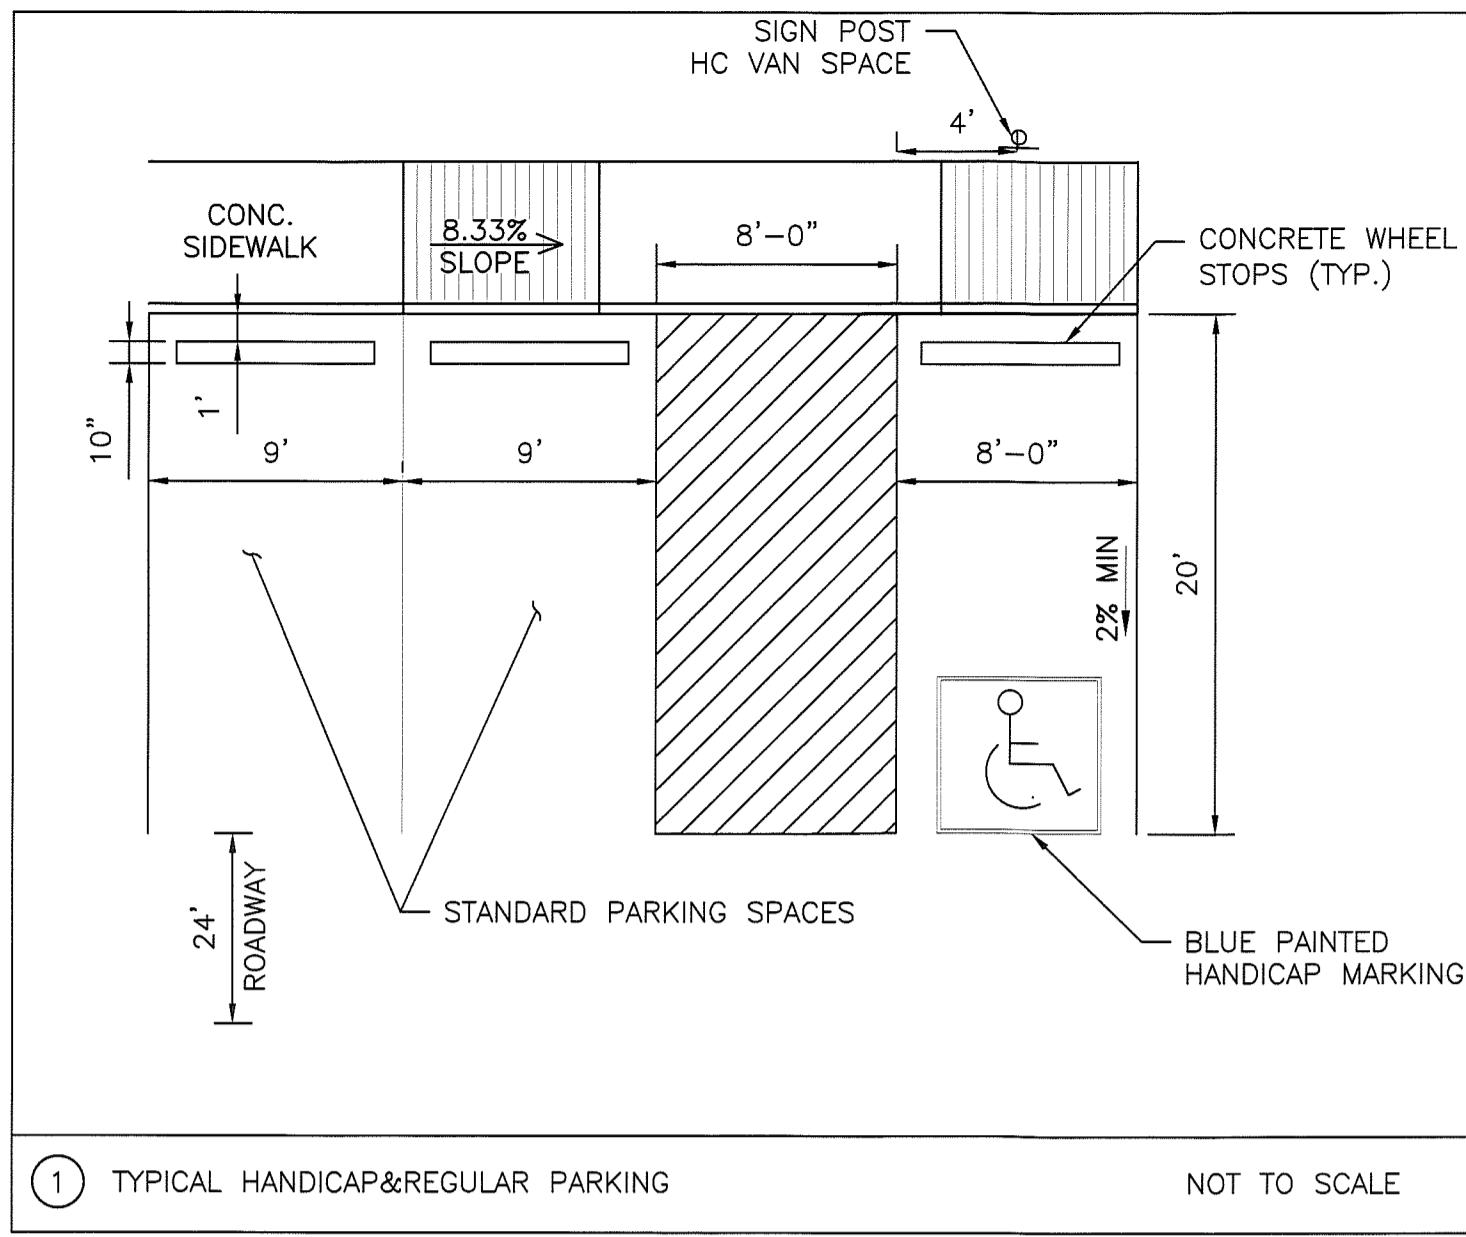 SIGN POST
HC VAN SPACE
4'
CONC.
SIDEWALK
8.33%
SLOPE
8'-0"
CONCRETE WHEEL
STOPS (TYP.)
10"
1'
9'
9'
8'-0"
2% MIN
20'
24'
ROADWAY
STANDARD PARKING SPACES
BLUE PAINTED
HANDICAP MARKING
1 TYPICAL HANDICAP&REGULAR PARKING
NOT TO SCALE